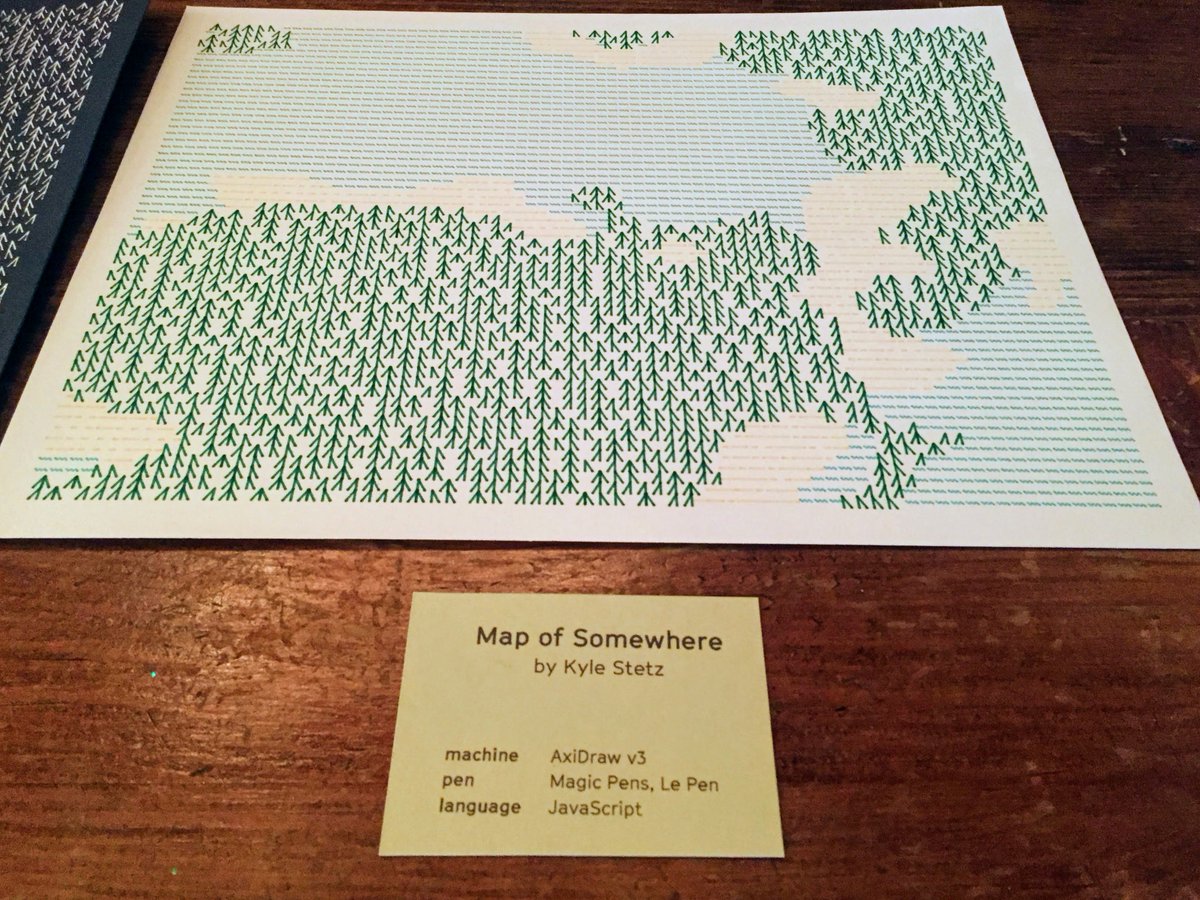 Map of Somewhere
by Kyle Stetz
machine AxiDraw v3
pen Magic Pens, Le Pen
language JavaScript